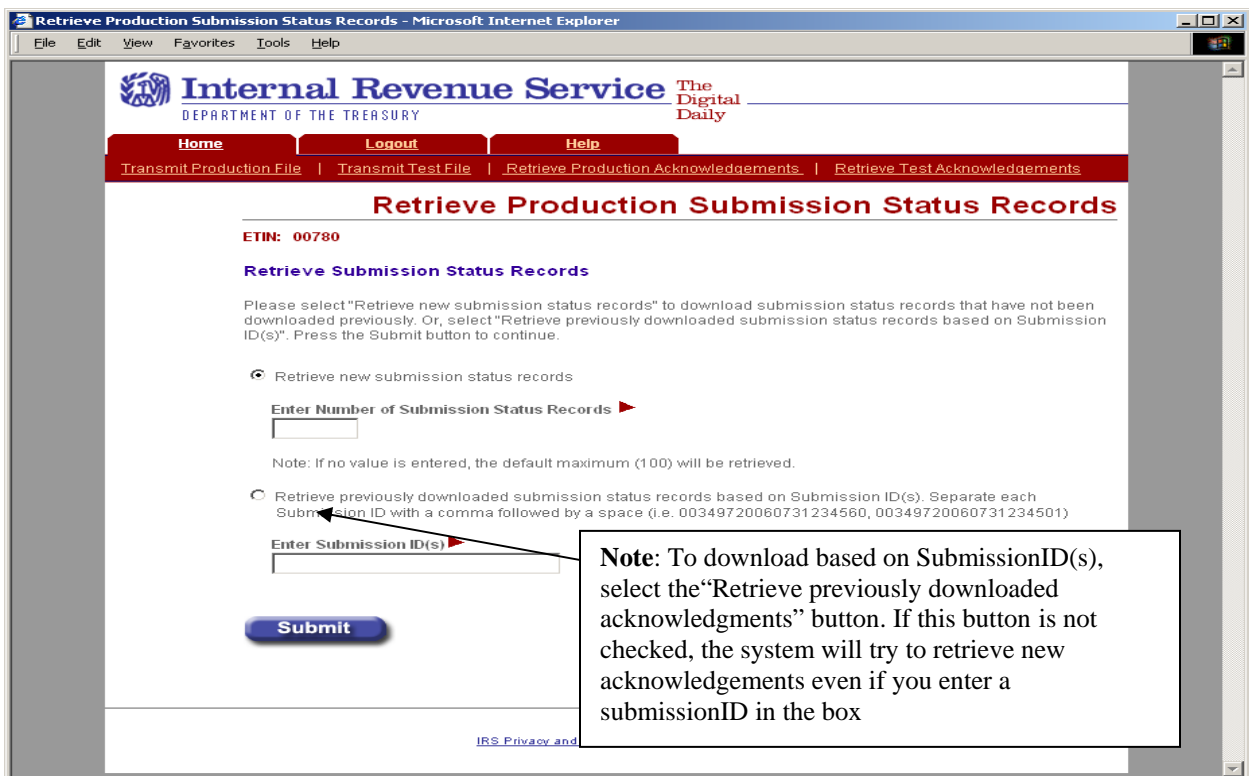 Retrieve Production Submission Status Records - Microsoft Internet Explorer
File Edit View Favorites Tools Help
Internal Revenue Service
The
Digital
Daily
DEPARTMENT OF THE TREASURY
Home Logout Help
Transmit Production File | Transmit Test File | Retrieve Production Acknowledgements | Retrieve Test Acknowledgements
Retrieve Production Submission Status Records
ETIN: 00780
Retrieve Submission Status Records
Please select "Retrieve new submission status records" to download submission status records that have not been
downloaded previously. Or, select "Retrieve previously downloaded submission status records based on Submission
ID(s)". Press the Submit button to continue.
Retrieve new submission status records
Enter Number of Submission Status Records
Note: If no value is entered, the default maximum (100) will be retrieved.
Retrieve previously downloaded submission status records based on Submission ID(s). Separate each
Submission ID with a comma followed by a space (i.e. 00349720060731234560, 00349720060731234501)
Enter Submission ID(s)
Submit
Note: To download based on SubmissionID(s),
select the“Retrieve previously downloaded
acknowledgments” button. If this button is not
checked, the system will try to retrieve new
acknowledgements even if you enter a
submissionID in the box
IRS Privacy and